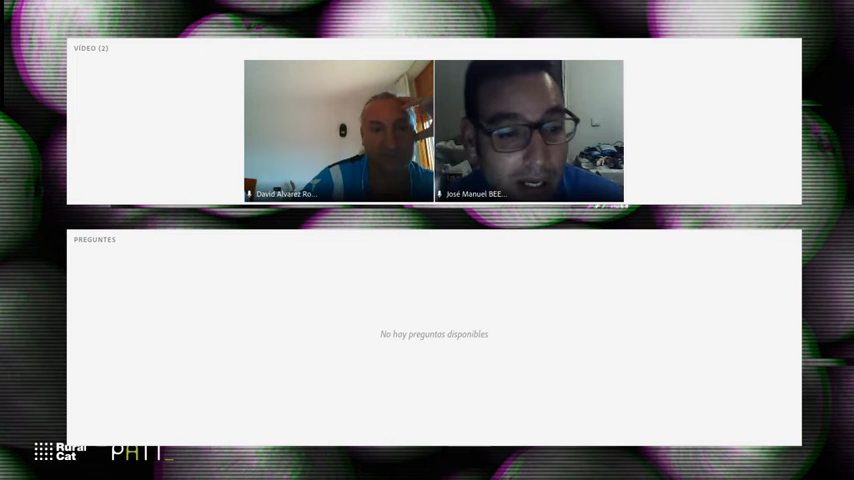 VÍDEO (2)
David Alvarez Ro...
José Manuel BEE...
PREGUNTES
No hay preguntas disponibles
Rural
Cat
PATT_